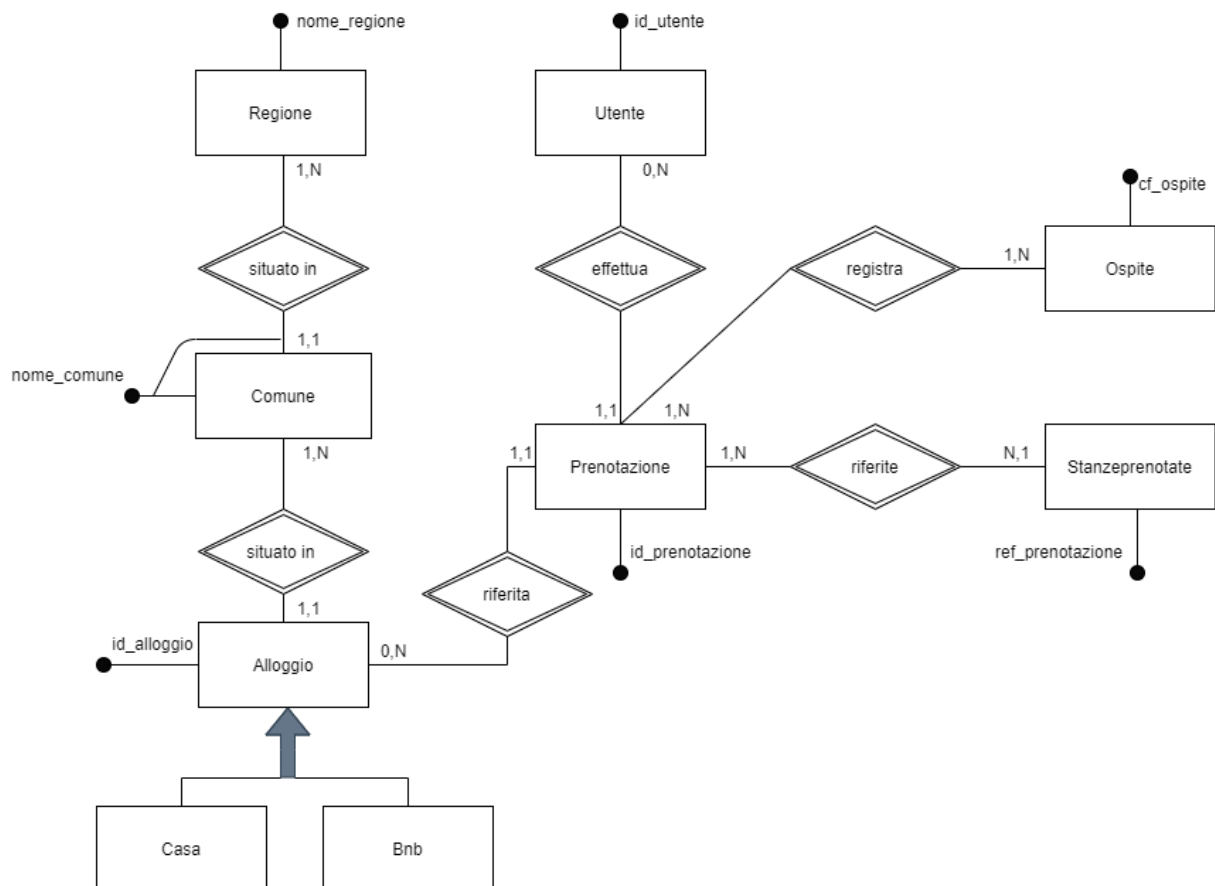 nome_regione
id_utente
Regione
Utente
1,N
0,N
cf_ospite
situato in
effettua
registra
1,N
Ospite
1,1
nome_comune
Comune
1,1
1,N
1,N
1,1
Prenotazione
1,N
riferite
N,1
Stanzeprenotate
situato in
id_prenotazione
ref_prenotazione
riferita
1,1
id_alloggio
Alloggio
0,N
Casa
Bnb